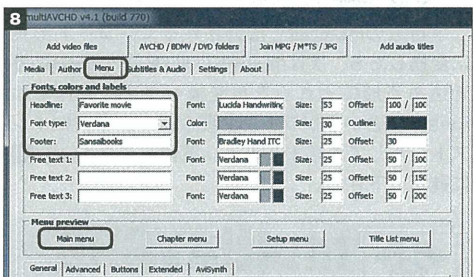 8 multiAVCHD v4.1 (build 770)
Add video files AVCHD / BDMV / DVD folders Join MPG / M*TS / JPG Add audio titles
Media Author Menu Subtitles & Audio Settings About
Fonts, colors and labels
Headline: Favorite movie Font: Lucida Handwriting Size: 53 Offset: 100 / 100
Font type: Verdana Color: Size: 30 Outline:
Footer: Sansaibooks Font: Bradley Hand ITC Size: 25 Offset: 30
Free text 1: Font: Verdana Size: 25 Offset: 50 / 100
Free text 2: Font: Verdana Size: 25 Offset: 50 / 150
Free text 3: Font: Verdana Size: 25 Offset: 50 / 200
Menu preview
Main menu Chapter menu Setup menu Title List menu
General Advanced Buttons Extended AviSynth